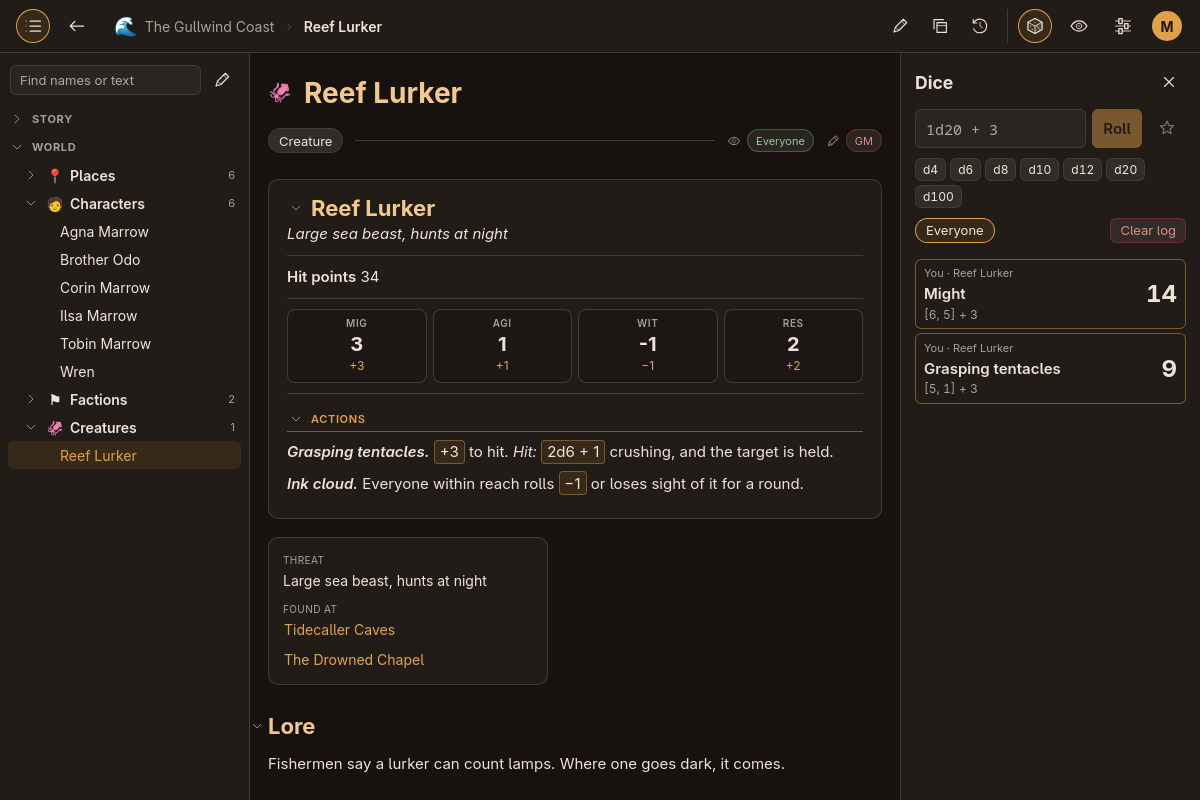 The Gullwind Coast › Reef Lurker
M
Find names or text
STORY
WORLD
Places 6
Characters 6
Agna Marrow
Brother Odo
Corin Marrow
Ilsa Marrow
Tobin Marrow
Wren
Factions 2
Creatures 1
Reef Lurker
Reef Lurker
Creature
Everyone
GM
Reef Lurker
Large sea beast, hunts at night
Hit points 34
MIG AGI WIT RES
3 1 -1 2
+3 +1 −1 +2
ACTIONS
Grasping tentacles. +3 to hit. Hit: 2d6 + 1 crushing, and the target is held.
Ink cloud. Everyone within reach rolls −1 or loses sight of it for a round.
THREAT
Large sea beast, hunts at night
FOUND AT
Tidecaller Caves
The Drowned Chapel
Lore
Fishermen say a lurker can count lamps. Where one goes dark, it comes.
Dice
1d20 + 3 Roll
d4 d6 d8 d10 d12 d20
d100
Everyone Clear log
You · Reef Lurker
Might 14
[6, 5] + 3
You · Reef Lurker
Grasping tentacles 9
[5, 1] + 3